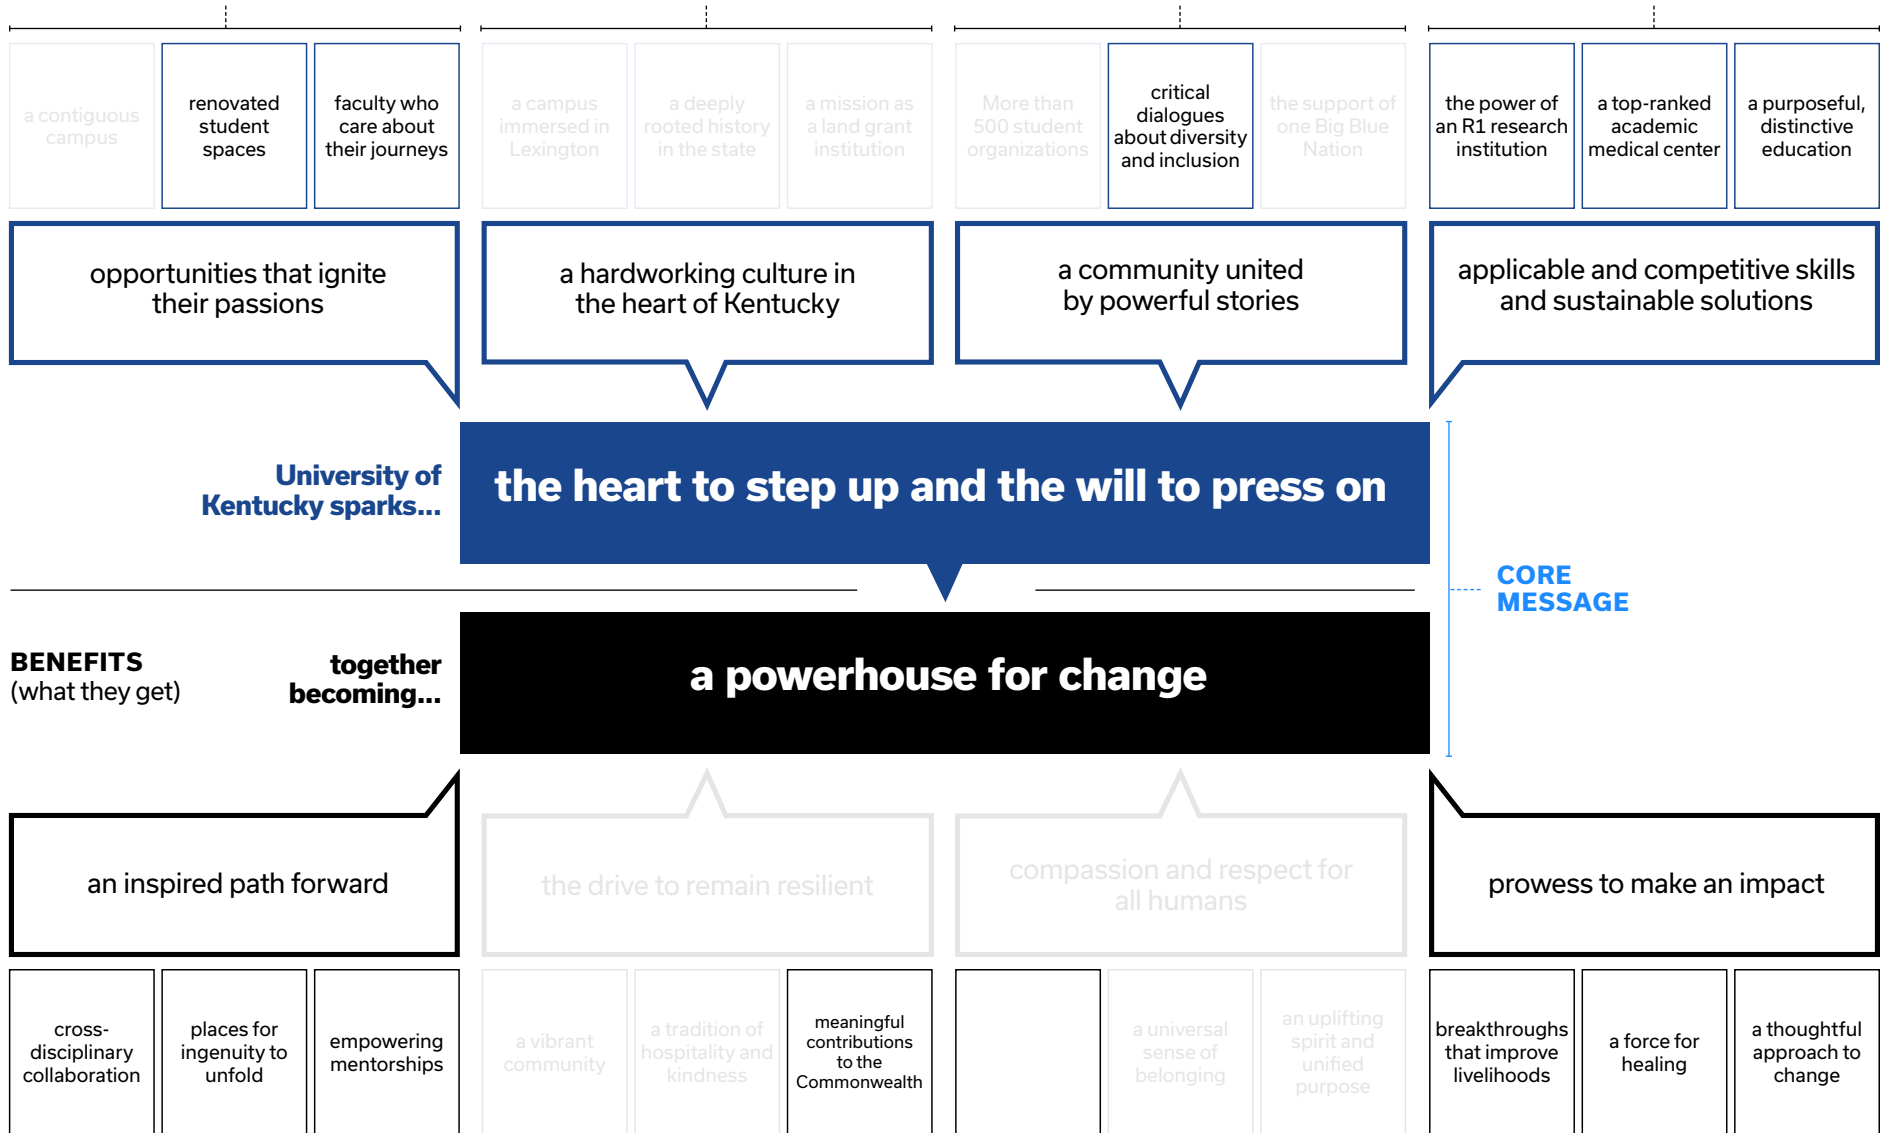 a contiguous
campus
renovated
student
spaces
faculty who
care about
their journeys
a campus
immersed in
Lexington
a deeply
rooted history
in the state
a mission as
a land grant
institution
More than
500 student
organizations
critical
dialogues
about diversity
and inclusion
the support of
one Big Blue
Nation
the power of
an R1 research
institution
a top-ranked
academic
medical center
a purposeful,
distinctive
education
opportunities that ignite
their passions
a hardworking culture in
the heart of Kentucky
a community united
by powerful stories
applicable and competitive skills
and sustainable solutions
University of
Kentucky sparks...
the heart to step up and the will to press on
CORE
MESSAGE
BENEFITS
(what they get)
together
becoming...
a powerhouse for change
an inspired path forward
the drive to remain resilient
compassion and respect for
all humans
prowess to make an impact
cross-
disciplinary
collaboration
places for
ingenuity to
unfold
empowering
mentorships
a vibrant
community
a tradition of
hospitality and
kindness
meaningful
contributions
to the
Commonwealth
a universal
sense of
belonging
an uplifting
spirit and
unified
purpose
breakthroughs
that improve
livelihoods
a force for
healing
a thoughtful
approach to
change